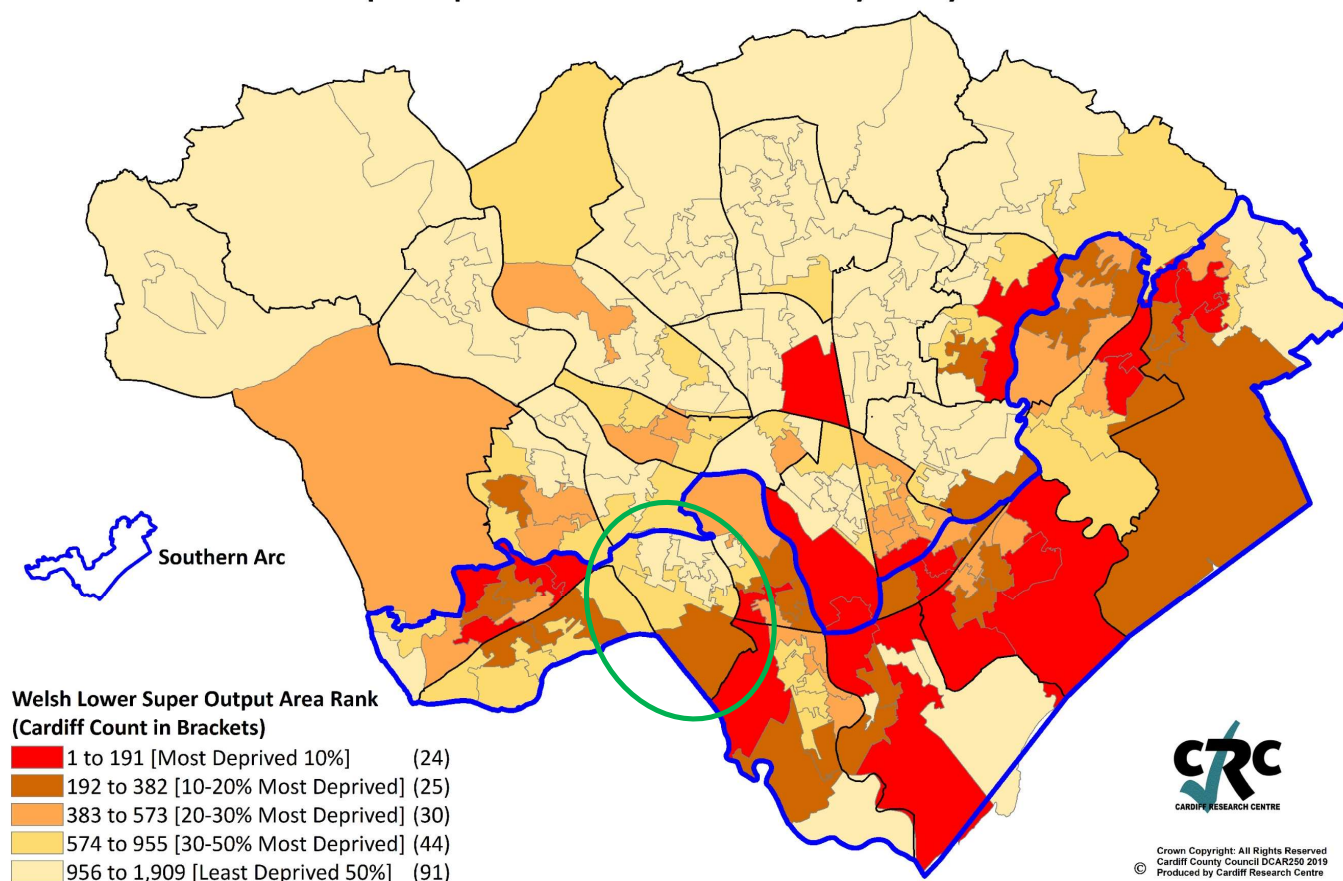 Southern Arc
Welsh Lower Super Output Area Rank
(Cardiff Count in Brackets)
1 to 191 [Most Deprived 10%] (24)
192 to 382 [10-20% Most Deprived] (25)
383 to 573 [20-30% Most Deprived] (30)
574 to 955 [30-50% Most Deprived] (44)
956 to 1,909 [Least Deprived 50%] (91)
CRC
CARDIFF RESEARCH CENTRE
Crown Copyright: All Rights Reserved
Cardiff County Council DCAR250 2019
© Produced by Cardiff Research Centre